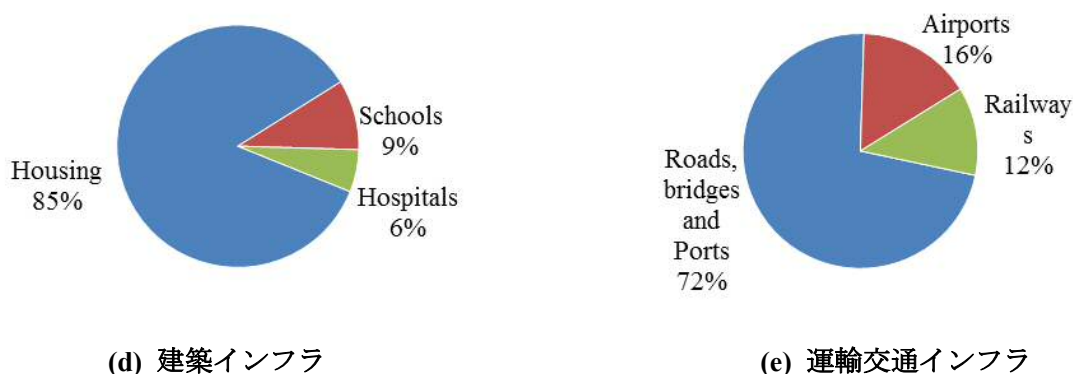 Housing
85%
Schools
9%
Hospitals
6%
(d) 建築インフラ
Airports
16%
Railway
s
12%
Roads,
bridges
and
Ports
72%
(e) 運輸交通インフラ